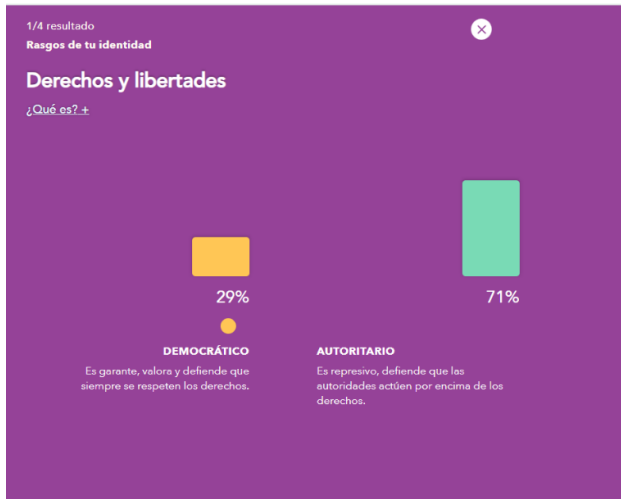 1/4 resultado
Rasgos de tu identidad
Derechos y libertades
¿Qué es? +
29%
71%
DEMOCRÁTICO
Es garante, valora y defiende que
siempre se respeten los derechos.
AUTORITARIO
Es represivo, defiende que las
autoridades actúen por encima de los
derechos.